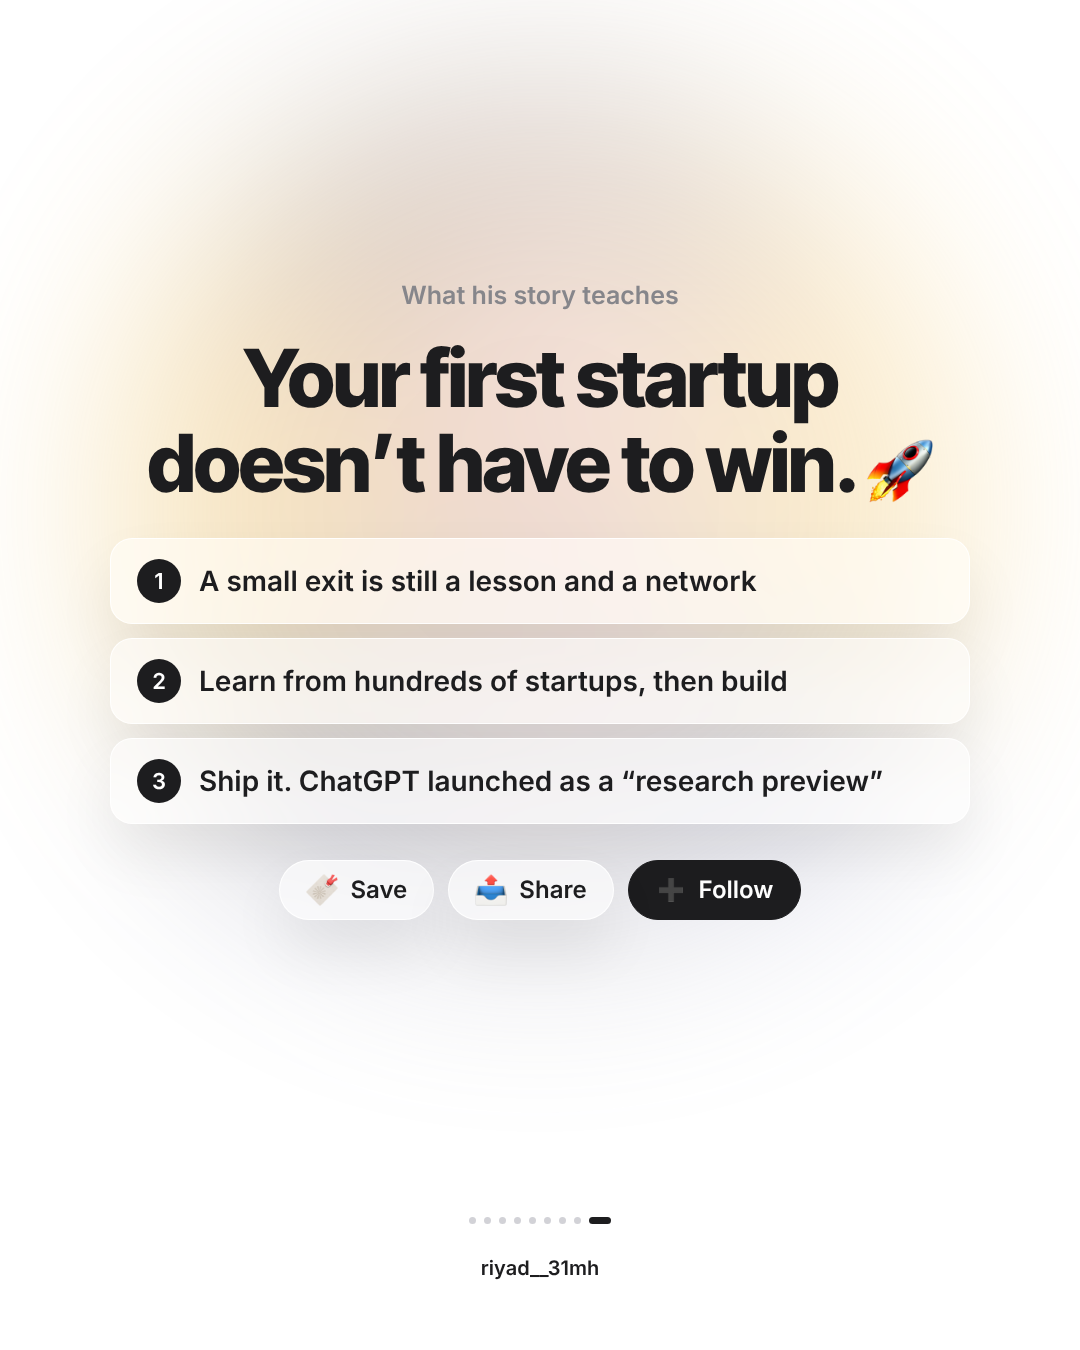 What his story teaches
Your first startup
doesn’t have to win. 🚀
1 A small exit is still a lesson and a network
2 Learn from hundreds of startups, then build
3 Ship it. ChatGPT launched as a “research preview”
Save Share Follow
riyad__31mh